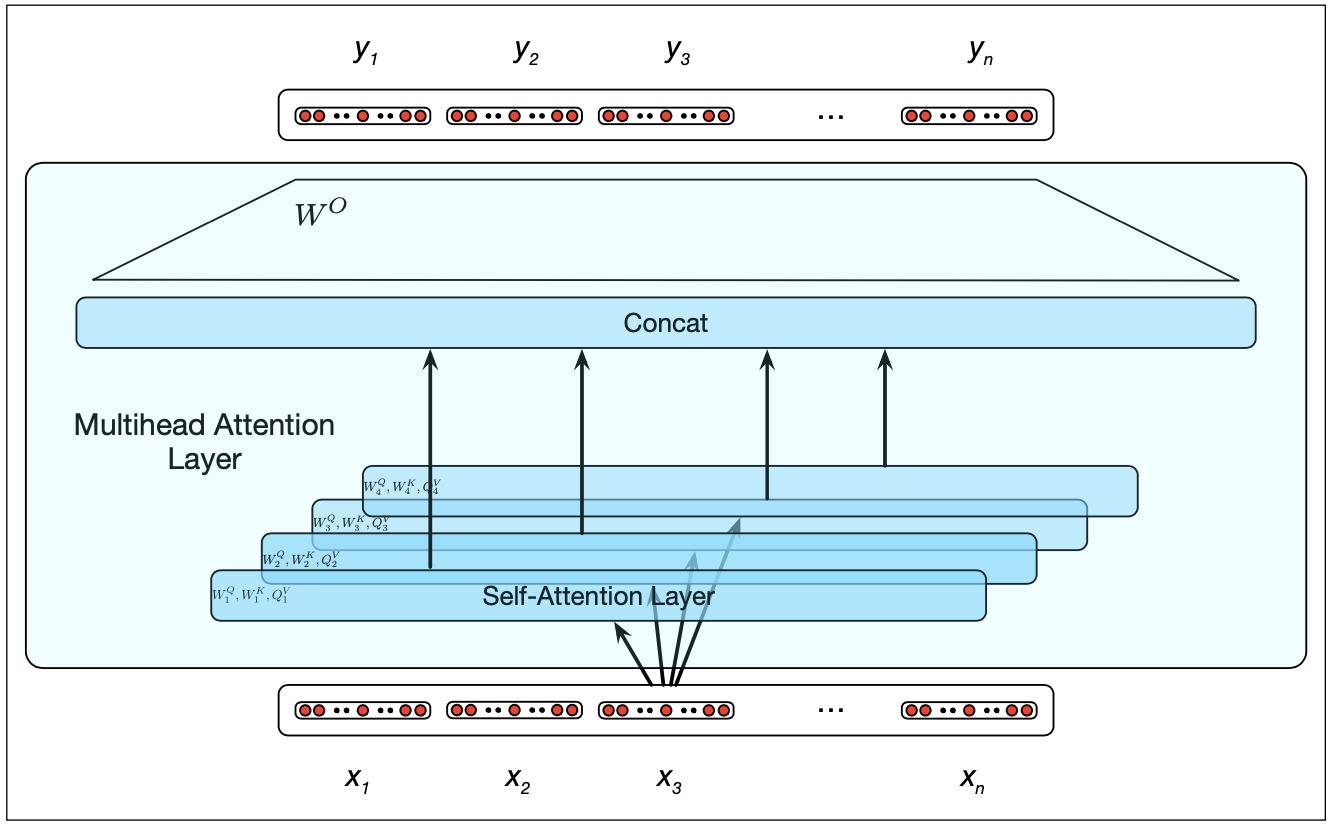 y₁ y₂ y₃ yₙ
...
W^O
Concat
Multihead Attention
Layer
W₄^Q, W₄^K, Q₄^V
W₃^Q, W₃^K, Q₃^V
W₂^Q, W₂^K, Q₂^V
W₁^Q, W₁^K, Q₁^V
Self-Attention Layer
...
x₁ x₂ x₃ xₙ